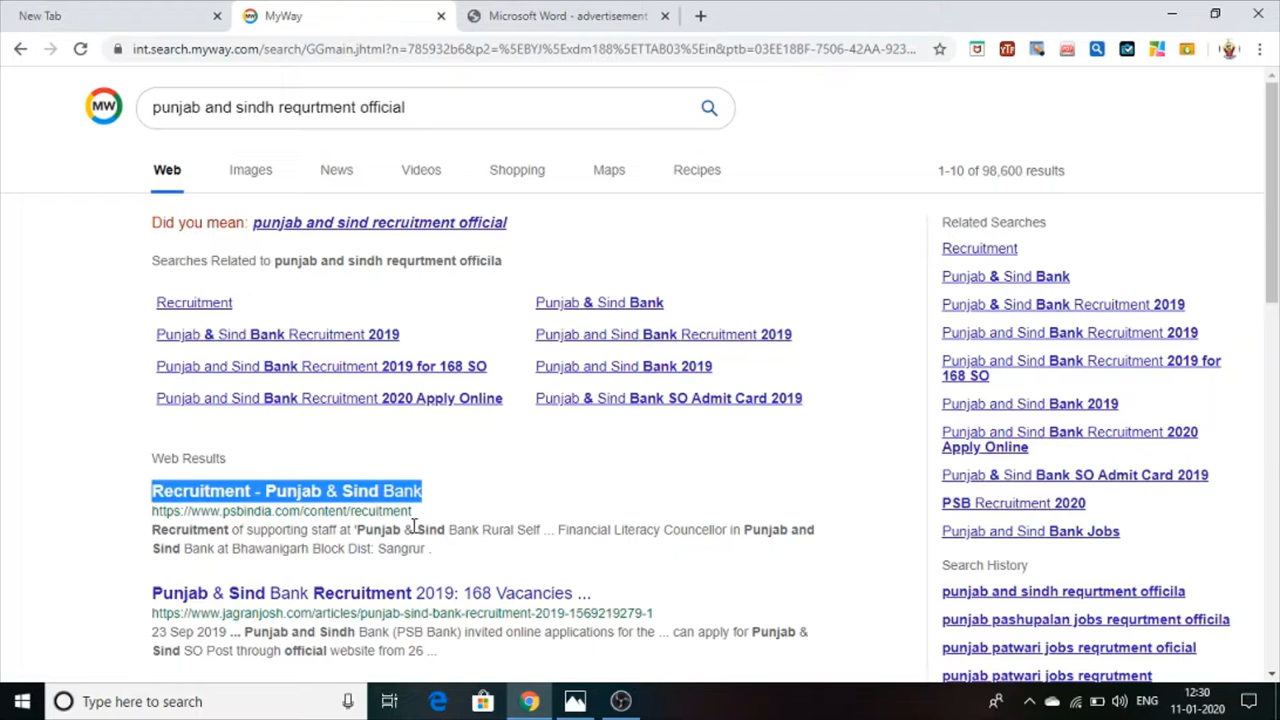 New Tab
MyWay
Microsoft Word - advertisement
int.search.myway.com/search/GGmain.jhtml?n=785932b6&p2=%5EBYJ%5Exdm188%5ETTAB03%5Ein&ptb=03EE18BF-7506-42AA-923...
MW
punjab and sindh requrtment official
Web
Images
News
Videos
Shopping
Maps
Recipes
1-10 of 98,600 results
Did you mean: punjab and sind recruitment official
Searches Related to punjab and sindh requrtment officila
Recruitment
Punjab & Sind Bank
Punjab & Sind Bank Recruitment 2019
Punjab and Sind Bank Recruitment 2019
Punjab and Sind Bank Recruitment 2019 for 168 SO
Punjab and Sind Bank 2019
Punjab and Sind Bank Recruitment 2020 Apply Online
Punjab & Sind Bank SO Admit Card 2019
Web Results
Recruitment - Punjab & Sind Bank
https://www.psbindia.com/content/recuitment
Recruitment of supporting staff at 'Punjab & Sind Bank Rural Self ... Financial Literacy Councellor in Punjab and
Sind Bank at Bhawanigarh Block Dist: Sangrur .
Punjab & Sind Bank Recruitment 2019: 168 Vacancies ...
https://www.jagranjosh.com/articles/punjab-sind-bank-recruitment-2019-1569219279-1
23 Sep 2019 ... Punjab and Sindh Bank (PSB Bank) invited online applications for the ... can apply for Punjab &
Sind SO Post through official website from 26 ...
Related Searches
Recruitment
Punjab & Sind Bank
Punjab & Sind Bank Recruitment 2019
Punjab and Sind Bank Recruitment 2019
Punjab and Sind Bank Recruitment 2019 for
168 SO
Punjab and Sind Bank 2019
Punjab and Sind Bank Recruitment 2020
Apply Online
Punjab & Sind Bank SO Admit Card 2019
PSB Recruitment 2020
Punjab and Sind Bank Jobs
Search History
punjab and sindh requrtment officila
punjab pashupalan jobs requrtment officila
punjab patwari jobs reqrutment oficial
punjab patwari jobs reqrutment
Type here to search
ENG
12:30
11-01-2020